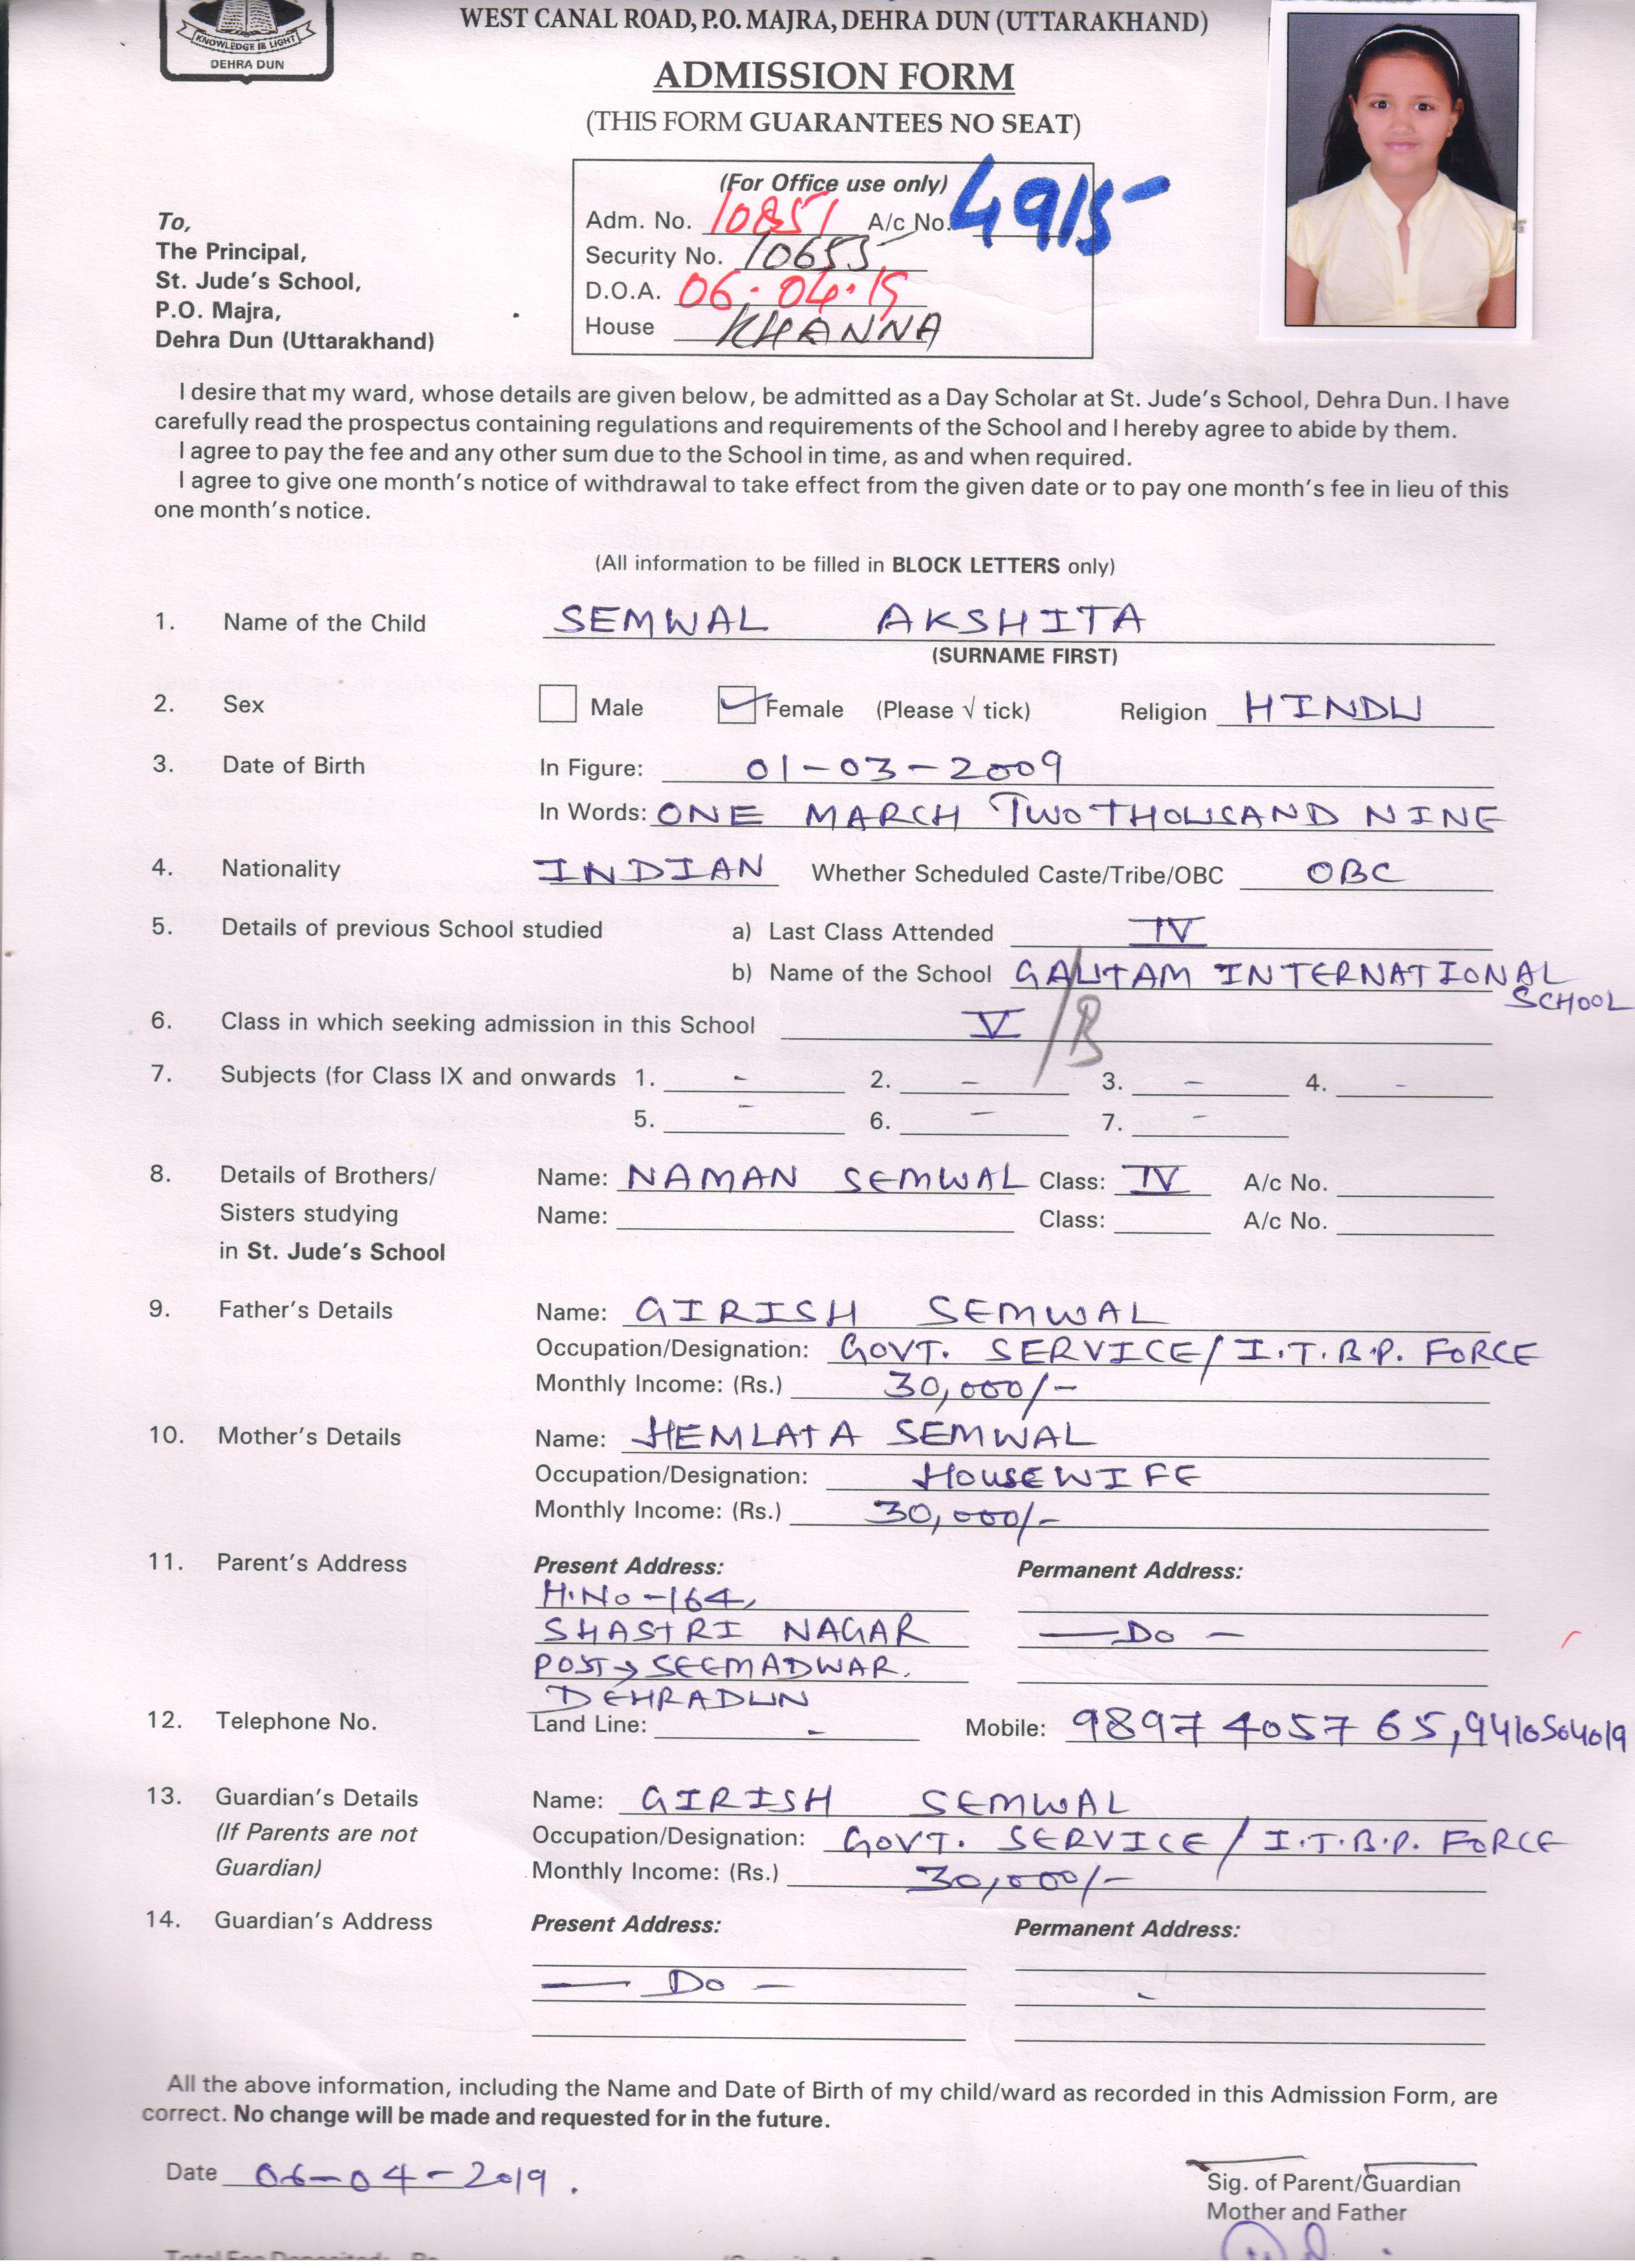 KNOWLEDGE IS LIGHT
DEHRA DUN
WEST CANAL ROAD, P.O. MAJRA, DEHRA DUN (UTTARAKHAND)
ADMISSION FORM
(THIS FORM GUARANTEES NO SEAT)
(For Office use only)
Adm. No. 10851 A/c No. 4915
Security No. 10653
D.O.A. 06.04.19
House KHANNA
To,
The Principal,
St. Jude's School,
P.O. Majra,
Dehra Dun (Uttarakhand)
I desire that my ward, whose details are given below, be admitted as a Day Scholar at St. Jude's School, Dehra Dun. I have
carefully read the prospectus containing regulations and requirements of the School and I hereby agree to abide by them.
I agree to pay the fee and any other sum due to the School in time, as and when required.
I agree to give one month's notice of withdrawal to take effect from the given date or to pay one month's fee in lieu of this
one month's notice.
(All information to be filled in BLOCK LETTERS only)
1. Name of the Child SEMWAL AKSHITA
(SURNAME FIRST)
2. Sex Male Female (Please √ tick) Religion HINDU
3. Date of Birth In Figure: 01-03-2009
In Words: ONE MARCH TWO THOUSAND NINE
4. Nationality INDIAN Whether Scheduled Caste/Tribe/OBC OBC
5. Details of previous School studied a) Last Class Attended IV
b) Name of the School GAUTAM INTERNATIONAL
SCHOOL
6. Class in which seeking admission in this School V /B
7. Subjects (for Class IX and onwards 1. - 2. - 3. - 4. -
5. - 6. - 7. -
8. Details of Brothers/ Name: NAMAN SEMWAL Class: IV A/c No.
Sisters studying Name: Class: A/c No.
in St. Jude's School
9. Father's Details Name: GIRISH SEMWAL
Occupation/Designation: GOVT. SERVICE/I.T.B.P. FORCE
Monthly Income: (Rs.) 30,000/-
10. Mother's Details Name: HEMLATA SEMWAL
Occupation/Designation: HOUSEWIFE
Monthly Income: (Rs.) 30,000/-
11. Parent's Address Present Address: Permanent Address:
H.No-164,
SHASTRI NAGAR — Do -
POST → SEEMADWAR.
DEHRADUN
12. Telephone No. Land Line: - Mobile: 98974057 65, 9410504019
13. Guardian's Details Name: GIRISH SEMWAL
(If Parents are not Occupation/Designation: GOVT. SERVICE / I.T.B.P. FORCE
Guardian) Monthly Income: (Rs.) 30,000/-
14. Guardian's Address Present Address: Permanent Address:
— Do - -
All the above information, including the Name and Date of Birth of my child/ward as recorded in this Admission Form, are
correct. No change will be made and requested for in the future.
Date 06-04-2019.
Sig. of Parent/Guardian
Mother and Father